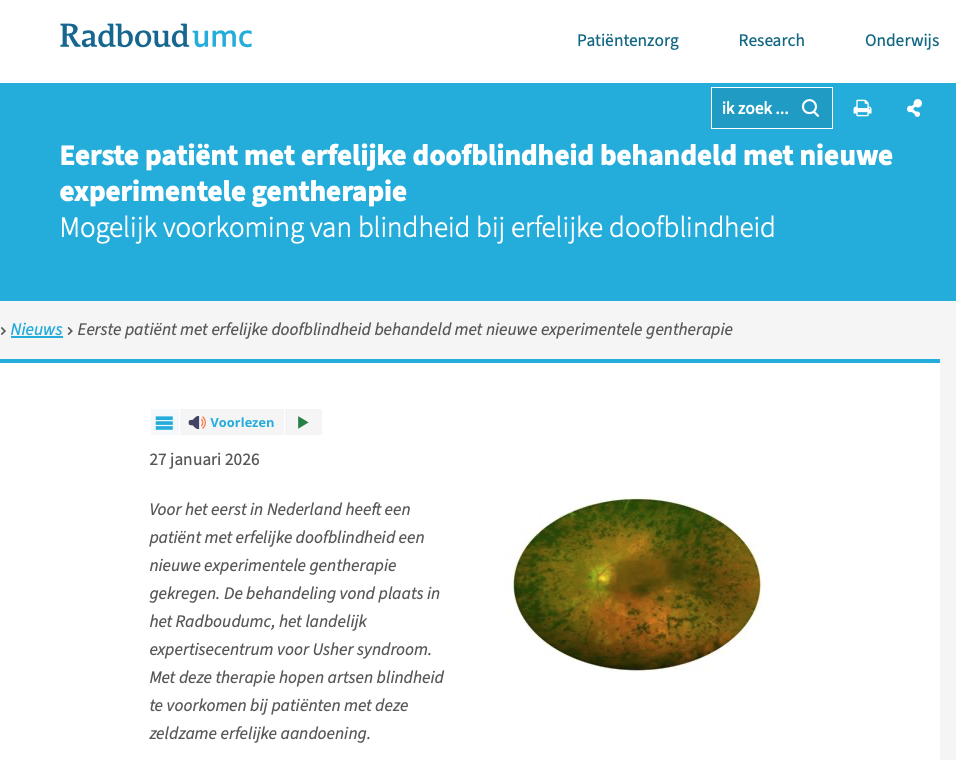 Radboudumc
Patiëntenzorg Research Onderwijs
ik zoek ...
Eerste patiënt met erfelijke doofblindheid behandeld met nieuwe
experimentele gentherapie
Mogelijk voorkoming van blindheid bij erfelijke doofblindheid
› Nieuws › Eerste patiënt met erfelijke doofblindheid behandeld met nieuwe experimentele gentherapie
Voorlezen
27 januari 2026
Voor het eerst in Nederland heeft een
patiënt met erfelijke doofblindheid een
nieuwe experimentele gentherapie
gekregen. De behandeling vond plaats in
het Radboudumc, het landelijk
expertisecentrum voor Usher syndroom.
Met deze therapie hopen artsen blindheid
te voorkomen bij patiënten met deze
zeldzame erfelijke aandoening.